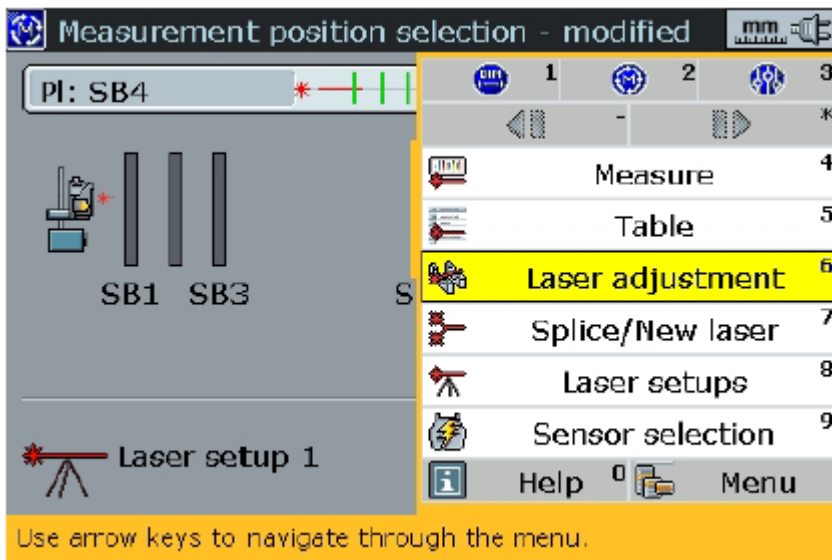 Measurement position selection - modified mm
Pl: SB4
1 2 3
- *
Measure 4
Table 5
Laser adjustment 6
Splice/New laser 7
Laser setups 8
Sensor selection 9
Help 0 Menu
SB1 SB3 S
Laser setup 1
Use arrow keys to navigate through the menu.